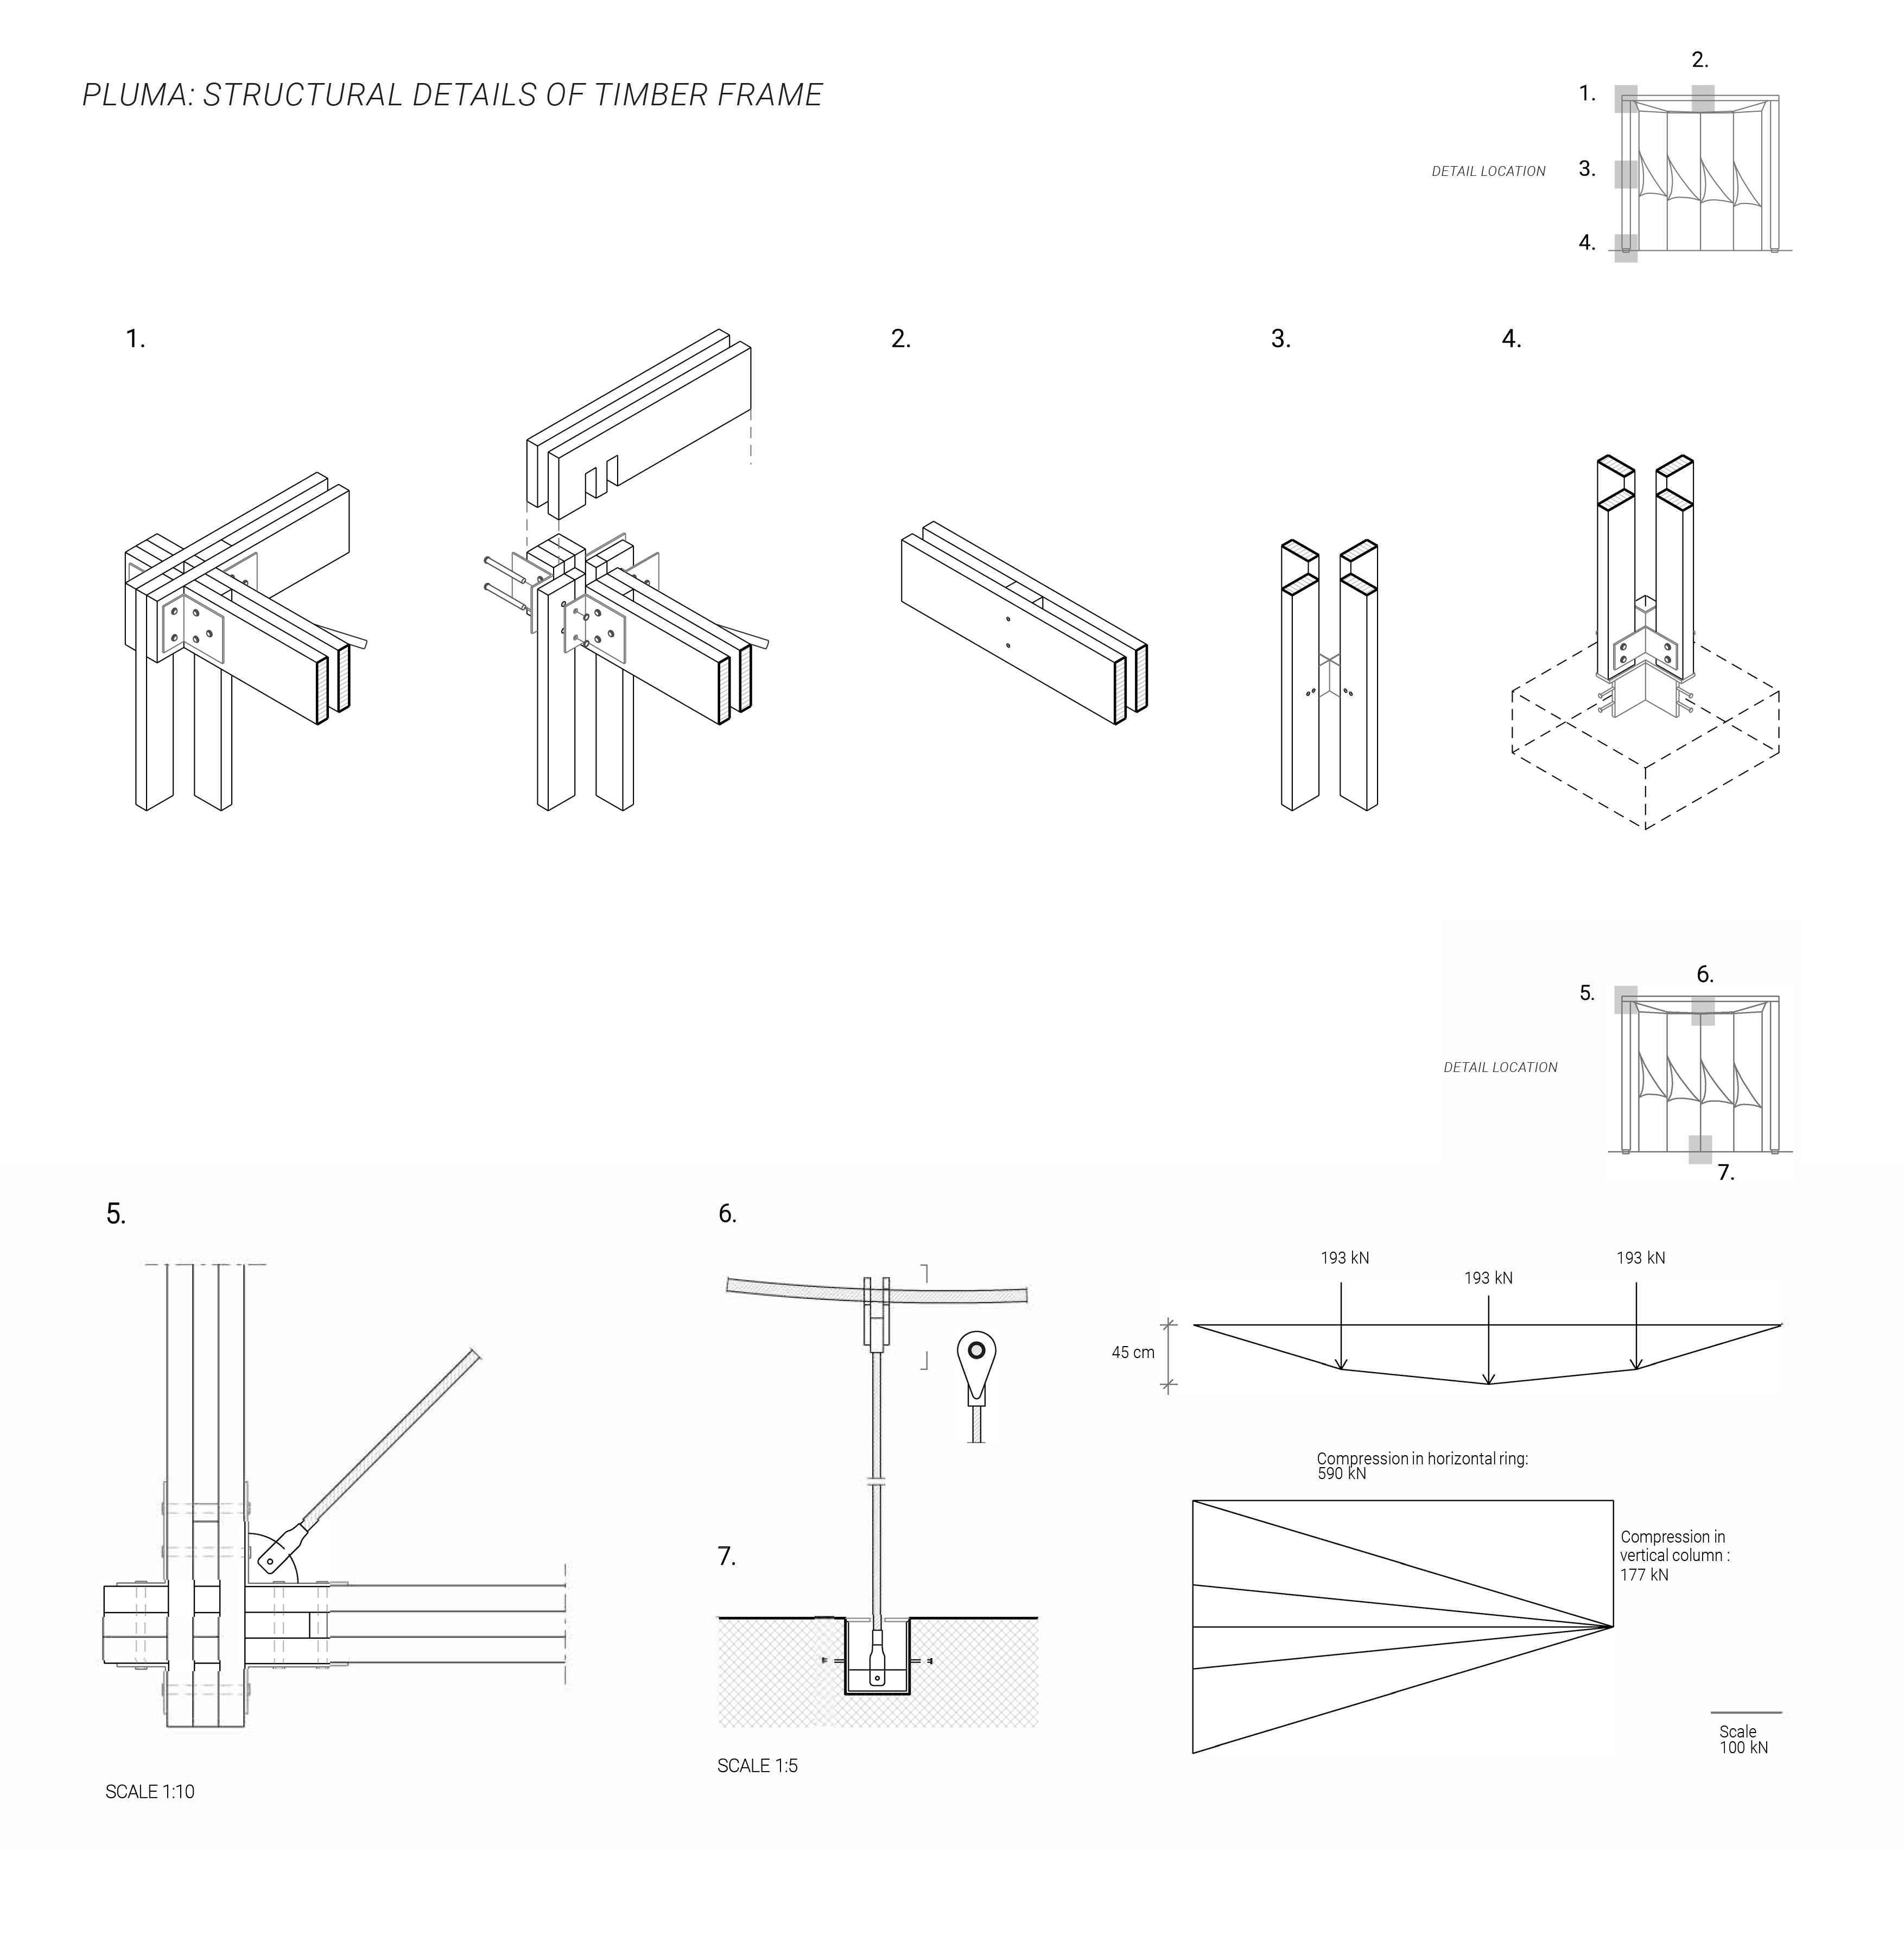 PLUMA: STRUCTURAL DETAILS OF TIMBER FRAME
2.
1.
DETAIL LOCATION
3.
4.
1.
2.
3.
4.
6.
5.
DETAIL LOCATION
7.
5.
6.
193 kN
193 kN
193 kN
45 cm
Compression in horizontal ring:
590 kN
Compression in
vertical column :
177 kN
7.
Scale
100 kN
SCALE 1:5
SCALE 1:10